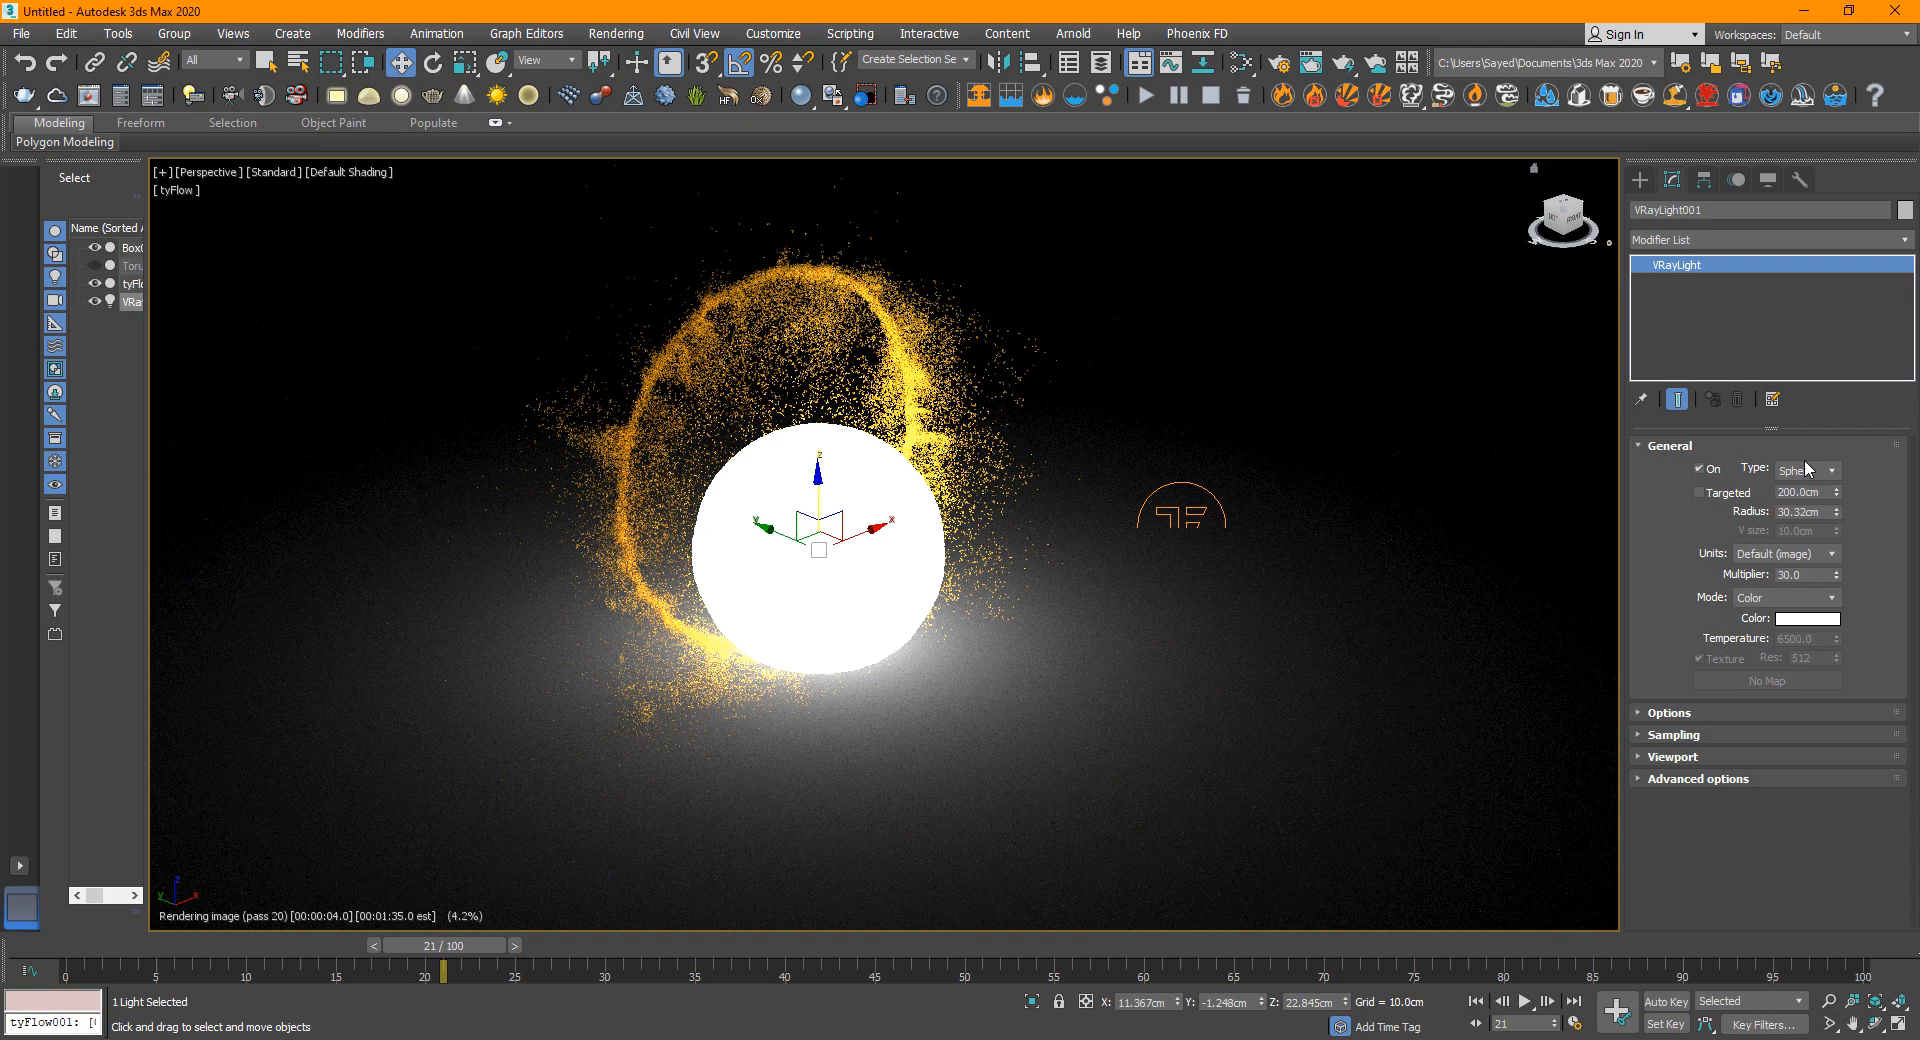 Untitled - Autodesk 3ds Max 2020
File Edit Tools Group Views Create Modifiers Animation Graph Editors Rendering Civil View Customize Scripting Interactive Content Arnold Help Phoenix FD
Sign In Workspaces: Default
All View Create Selection Se C:\Users\Sayed\Documents\3ds Max 2020
Modeling Freeform Selection Object Paint Populate
Polygon Modeling
Select
Name (Sorted A
Box0
Toru
tyFlo
VRay
[+] [Perspective] [Standard] [Default Shading]
[ tyFlow ]
Rendering image (pass 20) [00:00:04.0] [00:01:35.0 est] (4.2%)
VRayLight001
Modifier List
VRayLight
General
On Type: Sphe
Targeted 200.0cm
Radius: 30.32cm
V size: 10.0cm
Units: Default (image)
Multiplier: 30.0
Mode: Color
Color:
Temperature: 6500.0
Texture Res: 512
No Map
Options
Sampling
Viewport
Advanced options
< 21 / 100 >
0 5 10 15 20 25 30 35 40 45 50 55 60 65 70 75 80 85 90 95 100
1 Light Selected
X: 11.367cm Y: -1.248cm Z: 22.845cm Grid = 10.0cm
Auto Key Selected
tyFlow001: [
Click and drag to select and move objects
Add Time Tag
21
Set Key Key Filters...